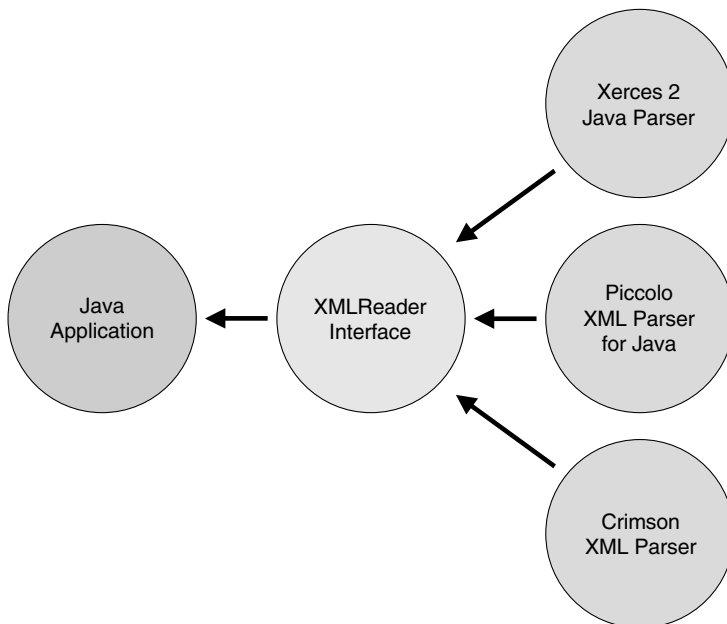 Xerces 2
Java Parser
Java
Application
XMLReader
Interface
Piccolo
XML Parser
for Java
Crimson
XML Parser